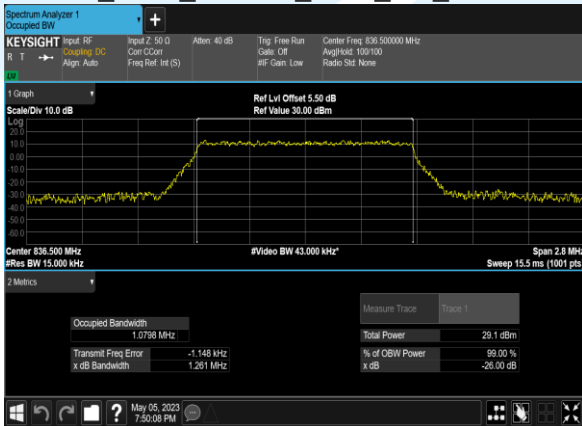 Spectrum Analyzer 1
Occupied BW
KEYSIGHT Input: RF Input Z: 50 Ω Atten: 40 dB Trig: Free Run Center Freq: 836.500000 MHz
R T Coupling: DC Corr CCorr Gate: Off Avg|Hold: 100/100
Align: Auto Freq Ref: Int (S) #IF Gain: Low Radio Std: None
1 Graph
Ref Lvl Offset 5.50 dB
Scale/Div 10.0 dB Ref Value 30.00 dBm
Log
20.0
10.0
0.00
-10.0
-20.0
-30.0
-40.0
-50.0
-60.0
Center 836.500 MHz #Video BW 43.000 kHz* Span 2.8 MHz
#Res BW 15.000 kHz Sweep 15.5 ms (1001 pts
2 Metrics
Measure Trace Trace 1
Occupied Bandwidth
1.0798 MHz Total Power 29.1 dBm
Transmit Freq Error -1.148 kHz % of OBW Power 99.00 %
x dB Bandwidth 1.261 MHz x dB -26.00 dB
? May 05, 2023
7:50:08 PM